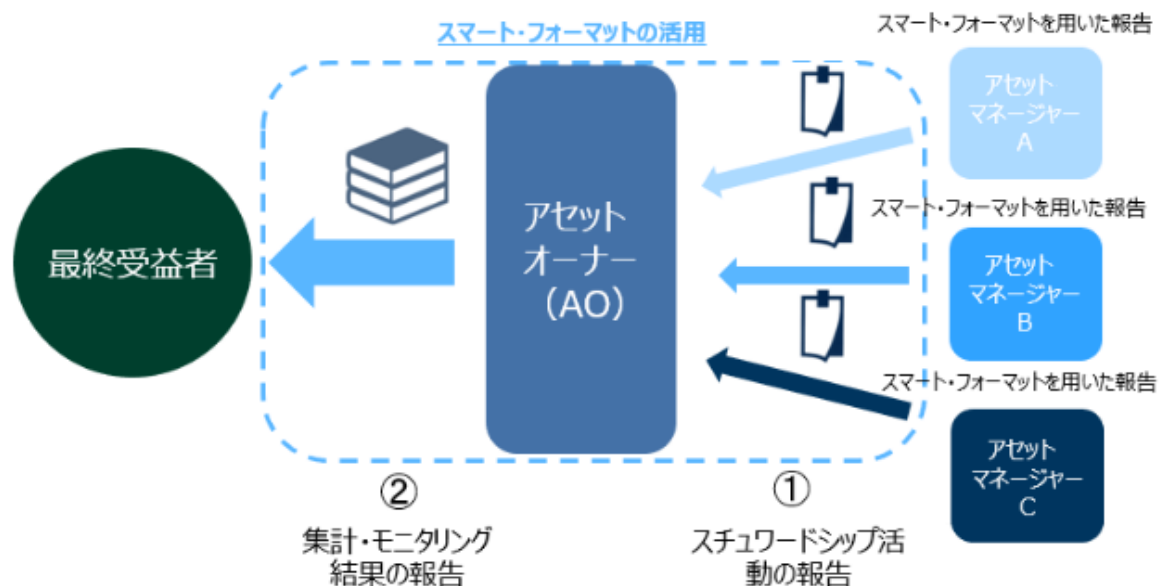 スマート・フォーマットの活用
スマート・フォーマットを用いた報告
アセット
マネージャー
A
スマート・フォーマットを用いた報告
アセット
マネージャー
B
スマート・フォーマットを用いた報告
アセット
マネージャー
C
アセット
オーナー
（AO）
最終受益者
①
スチュワードシップ活
動の報告
②
集計・モニタリング
結果の報告